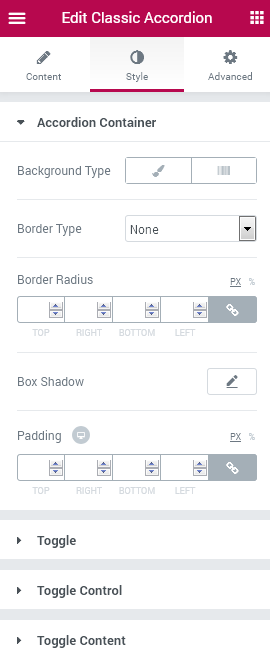 Edit Classic Accordion
Content Style Advanced
Accordion Container
Background Type
Border Type None
Border Radius PX %
TOP RIGHT BOTTOM LEFT
Box Shadow
Padding PX %
TOP RIGHT BOTTOM LEFT
Toggle
Toggle Control
Toggle Content